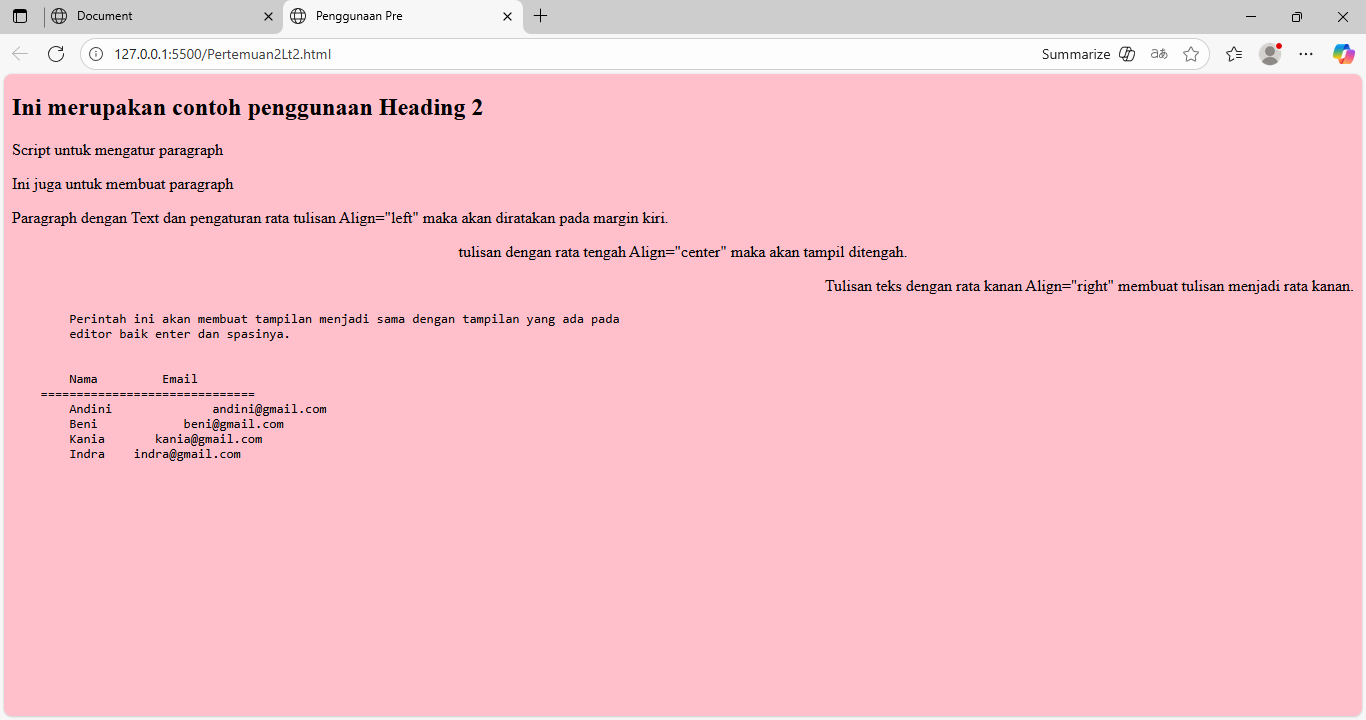 Document
Penggunaan Pre
127.0.0.1:5500/Pertemuan2Lt2.html
Summarize
aあ
Ini merupakan contoh penggunaan Heading 2
Script untuk mengatur paragraph
Ini juga untuk membuat paragraph
Paragraph dengan Text dan pengaturan rata tulisan Align="left" maka akan diratakan pada margin kiri.
tulisan dengan rata tengah Align="center" maka akan tampil ditengah.
Tulisan teks dengan rata kanan Align="right" membuat tulisan menjadi rata kanan.
Perintah ini akan membuat tampilan menjadi sama dengan tampilan yang ada pada
editor baik enter dan spasinya.
Nama         Email
==============================
Andini              andini@gmail.com
Beni            beni@gmail.com
Kania       kania@gmail.com
Indra    indra@gmail.com